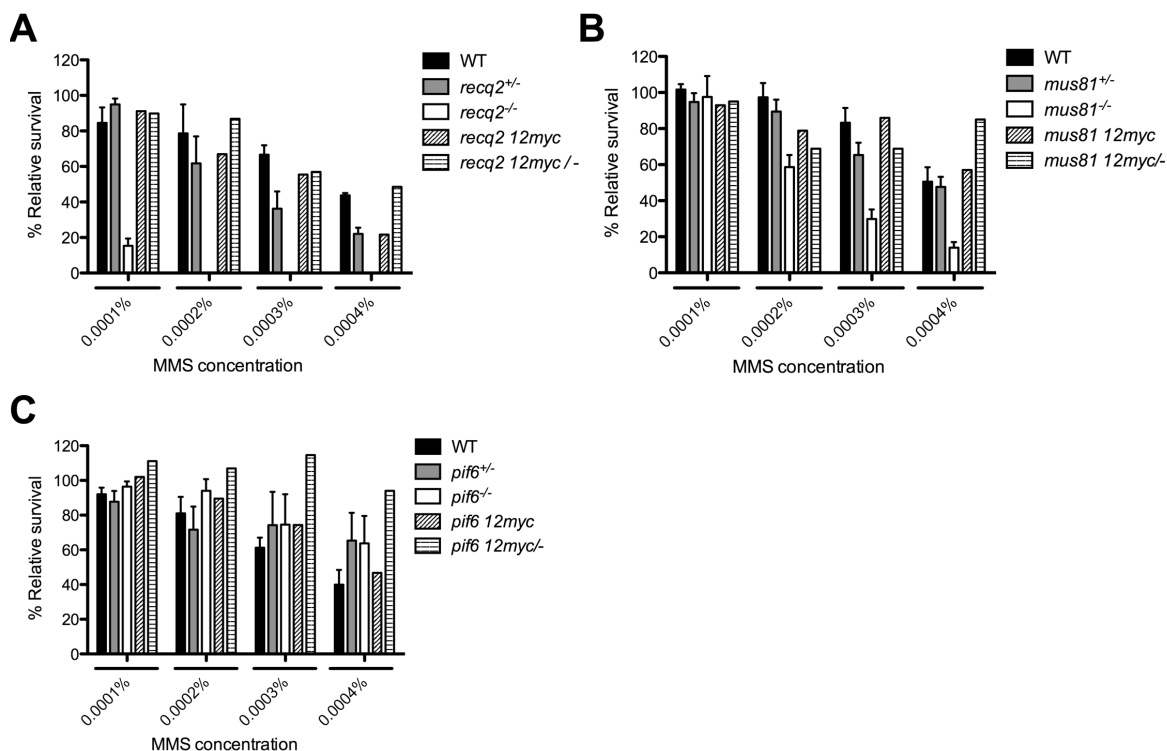 A
% Relative survival
120
100
80
60
40
20
0
0.0001%
0.0002%
0.0003%
0.0004%
MMS concentration
WT
recq2+/-
recq2-/-
recq2 12myc
recq2 12myc / -
B
% Relative survival
120
100
80
60
40
20
0
0.0001%
0.0002%
0.0003%
0.0004%
MMS concentration
WT
mus81+/-
mus81-/-
mus81 12myc
mus81 12myc/-
C
% Relative survival
120
100
80
60
40
20
0
0.0001%
0.0002%
0.0003%
0.0004%
MMS concentration
WT
pif6+/-
pif6-/-
pif6 12myc
pif6 12myc/-